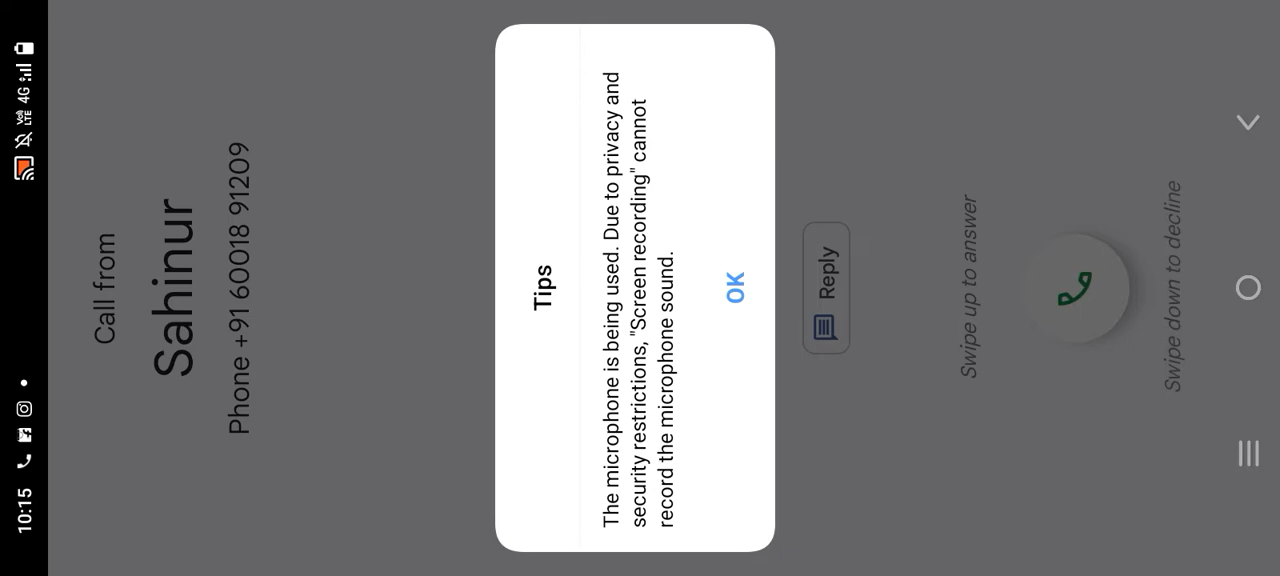 10:15
VoLTE 4G
Call from
Sahinur
Phone +91 60018 91209
Tips
The microphone is being used. Due to privacy and
security restrictions, "Screen recording" cannot
record the microphone sound.
OK
Reply
Swipe up to answer
Swipe down to decline